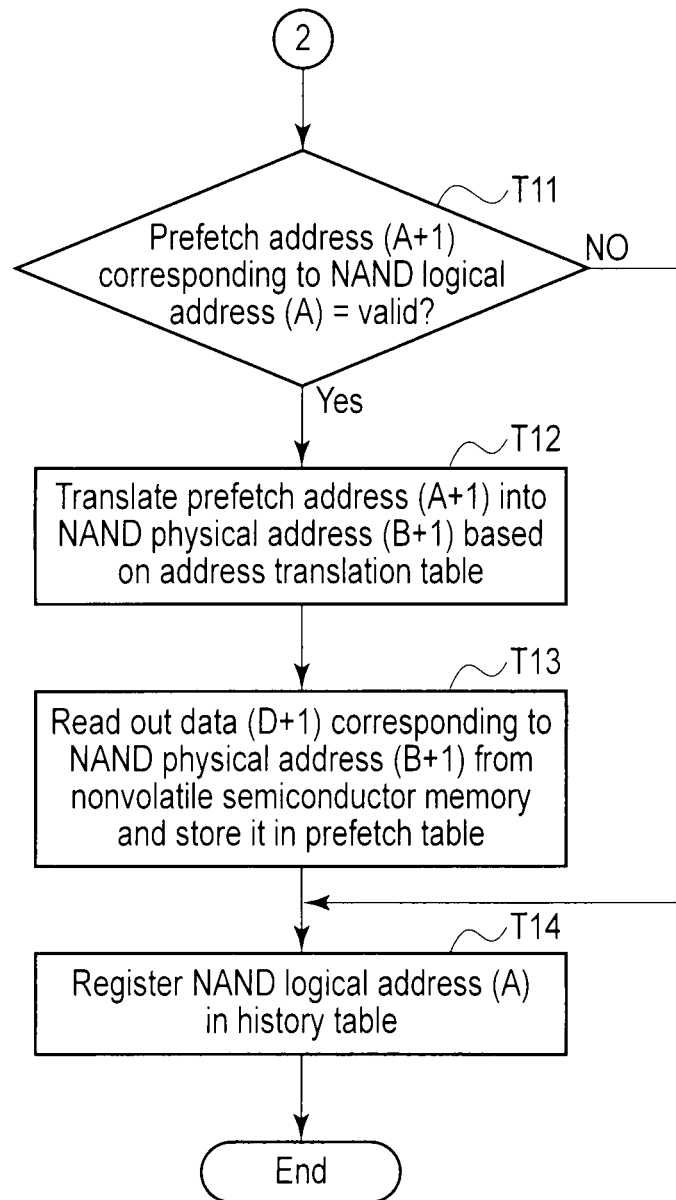 2
T11
Prefetch address (A+1)
corresponding to NAND logical
address (A) = valid?
NO
Yes
T12
Translate prefetch address (A+1) into
NAND physical address (B+1) based
on address translation table
T13
Read out data (D+1) corresponding to
NAND physical address (B+1) from
nonvolatile semiconductor memory
and store it in prefetch table
T14
Register NAND logical address (A)
in history table
End